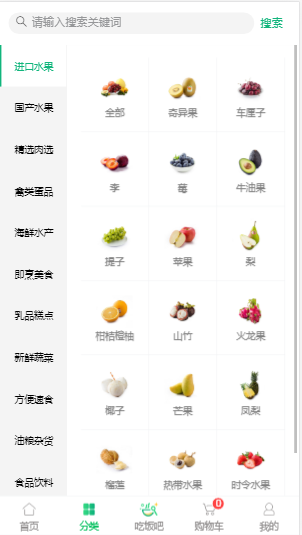 请输入搜索关键词 搜索
进口水果
国产水果
精选肉选
禽类蛋品
海鲜水产
即烹美食
乳品糕点
新鲜蔬菜
方便速食
油粮杂货
食品饮料
全部 奇异果 车厘子
李 莓 牛油果
提子 苹果 梨
柑桔橙柚 山竹 火龙果
椰子 芒果 凤梨
榴莲 热带水果 时令水果
0
首页 分类 吃饭吧 购物车 我的